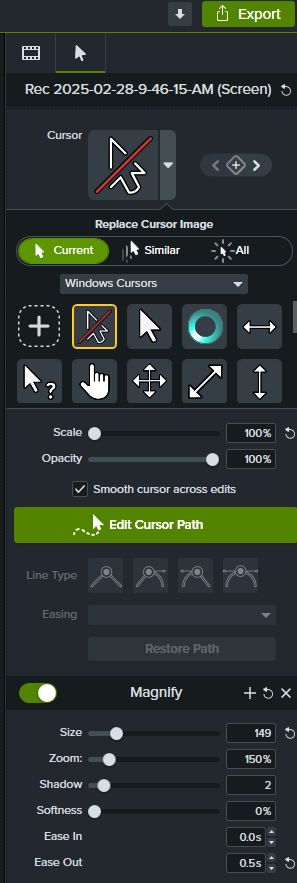 Export
Rec 2025-02-28-9-46-15-AM (Screen)
Cursor
Replace Cursor Image
Current Similar All
Windows Cursors
?
Scale 100%
Opacity 100%
Smooth cursor across edits
Edit Cursor Path
Line Type
Easing
Restore Path
Magnify
Size 149
Zoom: 150%
Shadow 2
Softness 0%
Ease In 0.0s
Ease Out 0.5s